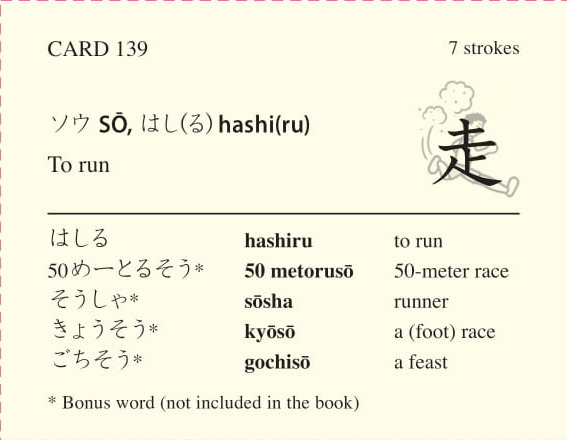 CARD 139
7 strokes
ソウ SŌ, はし(る) hashi(ru)
走
To run
はしる hashiru to run
50めーとるそう* 50 metorusō 50-meter race
そうしゃ* sōsha runner
きょうそう* kyōsō a (foot) race
ごちそう* gochisō a feast
* Bonus word (not included in the book)